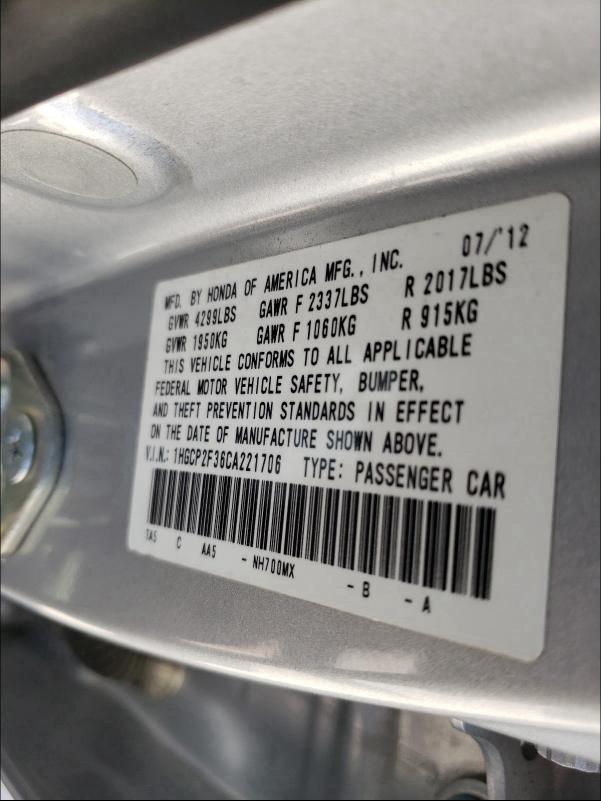 MFD. BY HONDA OF AMERICA MFG., INC. 07/'12
GVWR 4299LBS GAWR F 2337LBS R 2017LBS
GVWR 1950KG GAWR F 1060KG R 915KG
THIS VEHICLE CONFORMS TO ALL APPLICABLE
FEDERAL MOTOR VEHICLE SAFETY, BUMPER,
AND THEFT PREVENTION STANDARDS IN EFFECT
ON THE DATE OF MANUFACTURE SHOWN ABOVE.
V.I.N.: 1HGCP2F36CA221706 TYPE: PASSENGER CAR
TA5 C AA5 - NH700MX - B - A